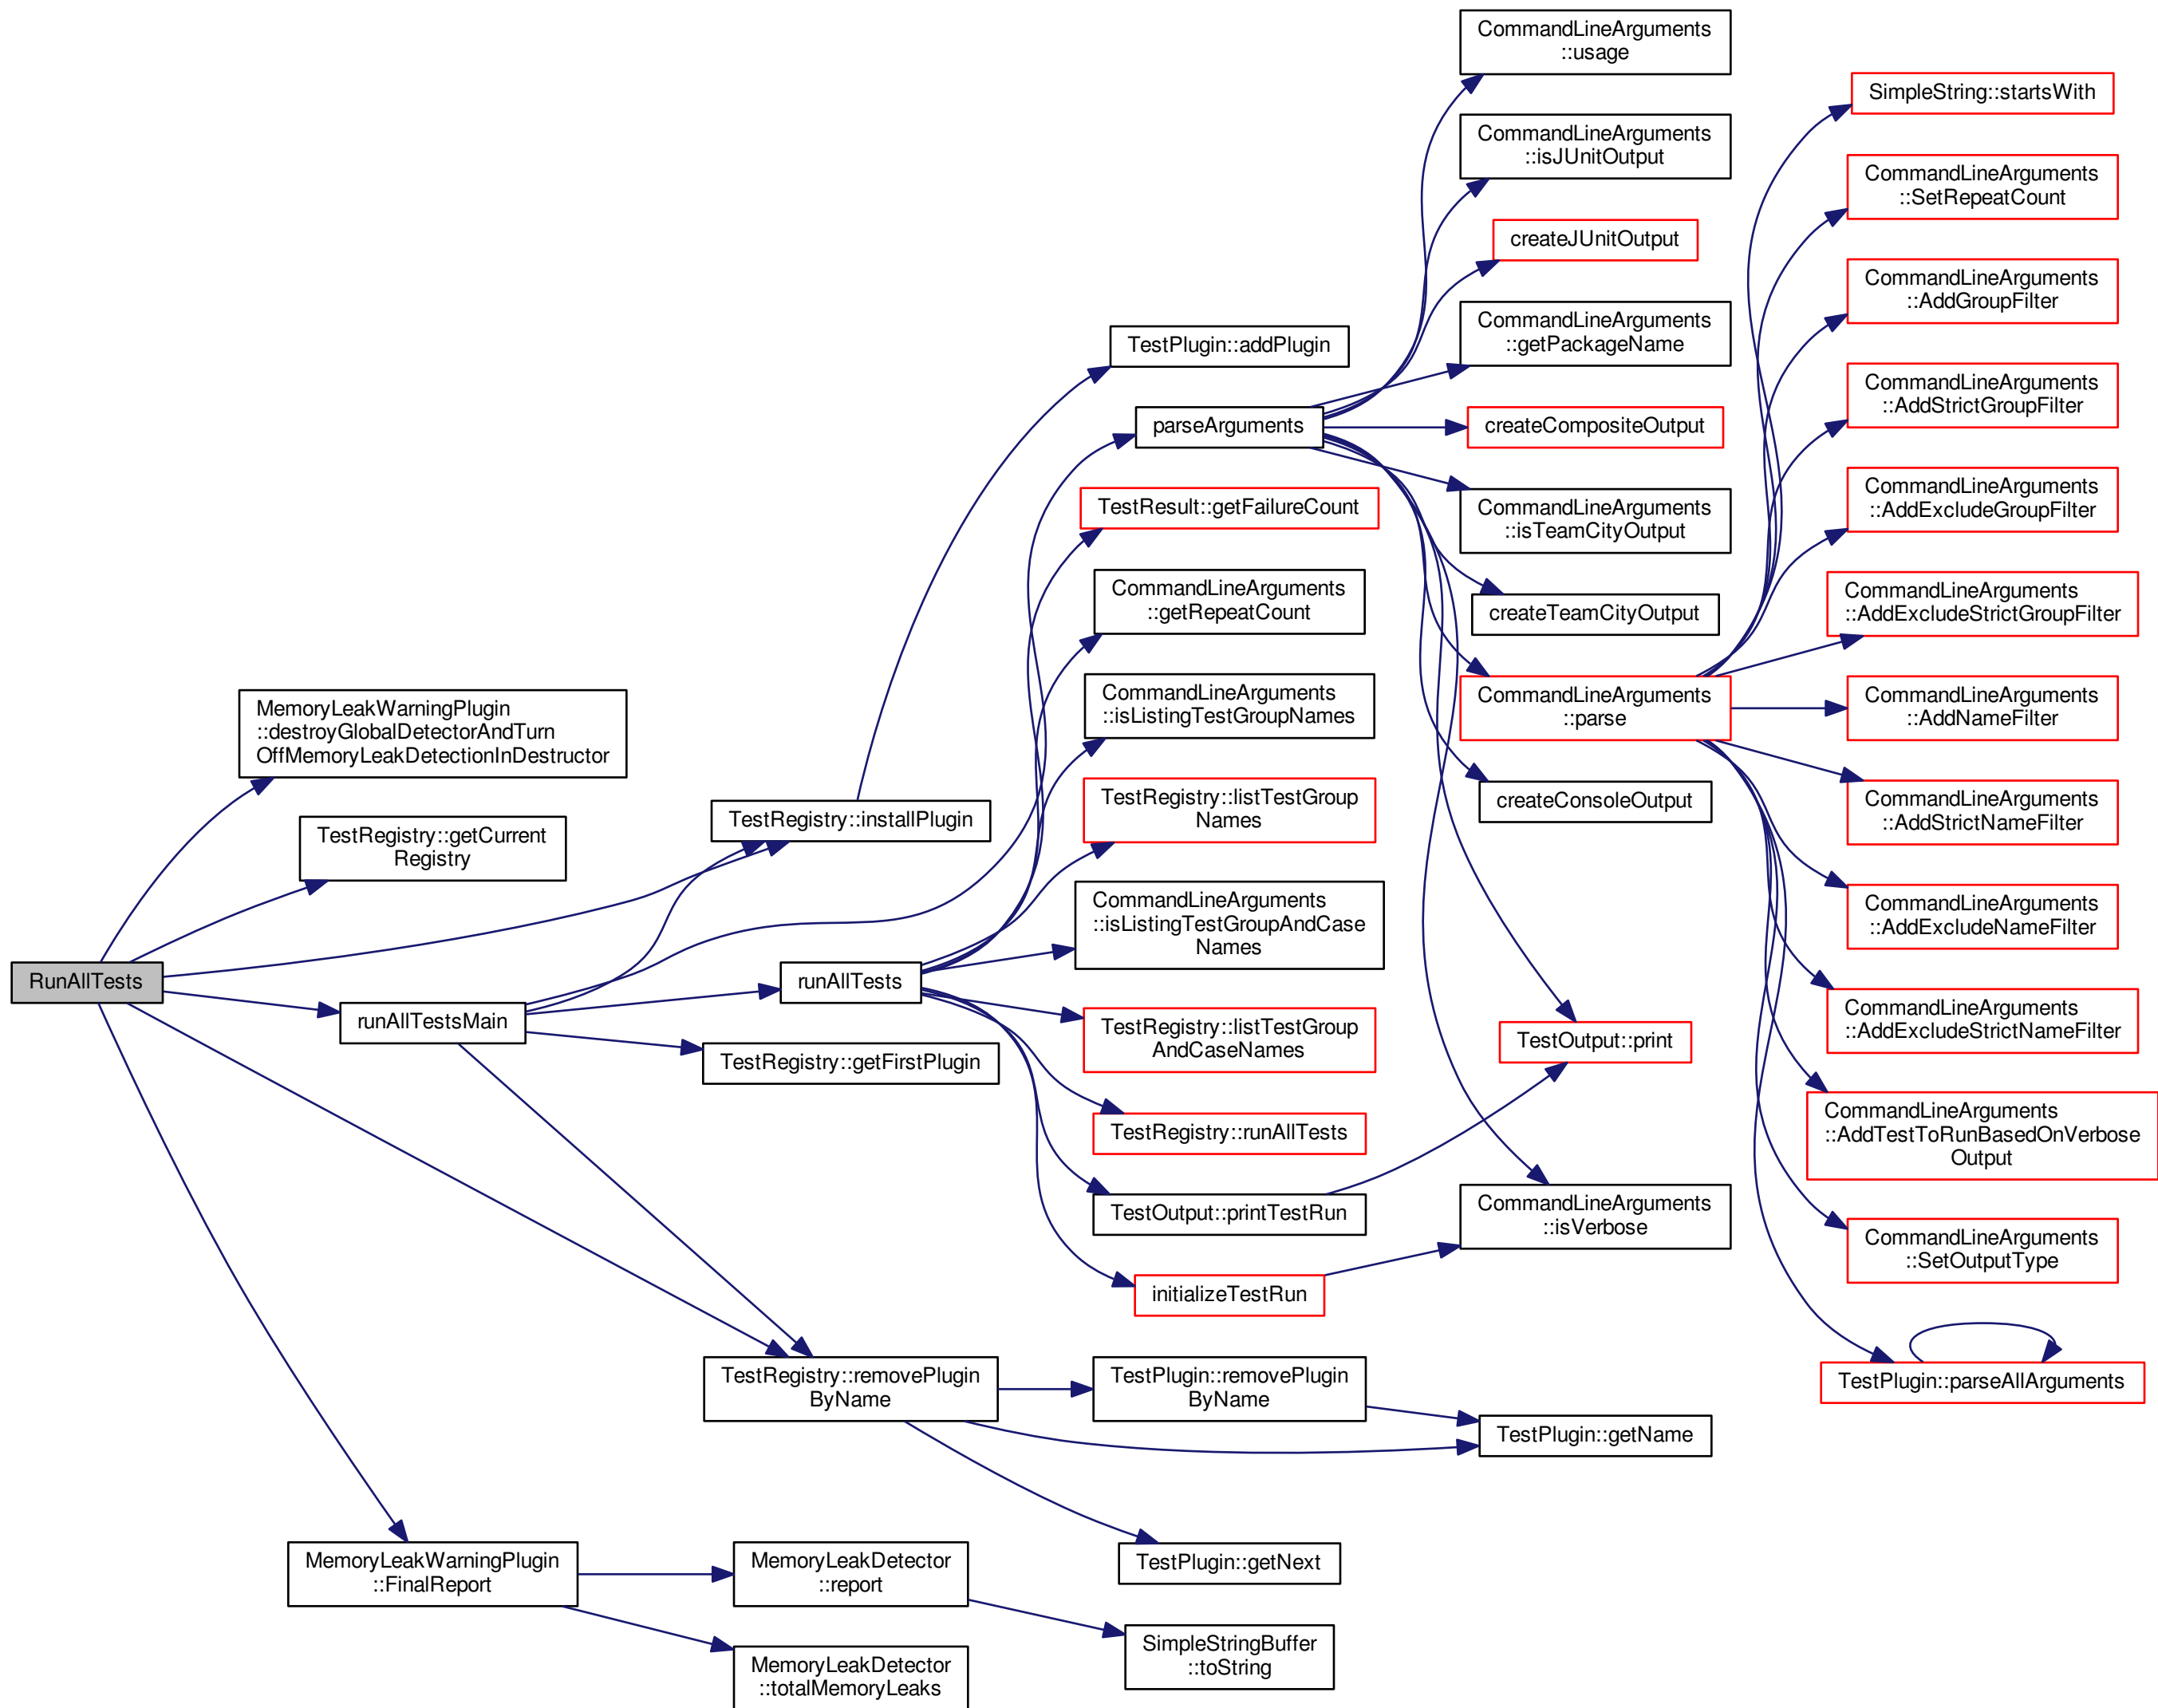 RunAllTests
MemoryLeakWarningPlugin
::destroyGlobalDetectorAndTurn
OffMemoryLeakDetectionInDestructor
TestRegistry::getCurrent
Registry
runAllTestsMain
MemoryLeakWarningPlugin
::FinalReport
TestRegistry::installPlugin
runAllTests
TestRegistry::getFirstPlugin
TestRegistry::removePlugin
ByName
MemoryLeakDetector
::report
MemoryLeakDetector
::totalMemoryLeaks
TestPlugin::addPlugin
parseArguments
TestResult::getFailureCount
CommandLineArguments
::getRepeatCount
CommandLineArguments
::isListingTestGroupNames
TestRegistry::listTestGroup
Names
CommandLineArguments
::isListingTestGroupAndCase
Names
TestRegistry::listTestGroup
AndCaseNames
TestRegistry::runAllTests
TestOutput::printTestRun
initializeTestRun
TestPlugin::removePlugin
ByName
TestPlugin::getNext
SimpleStringBuffer
::toString
CommandLineArguments
::usage
CommandLineArguments
::isJUnitOutput
createJUnitOutput
CommandLineArguments
::getPackageName
createCompositeOutput
CommandLineArguments
::isTeamCityOutput
createTeamCityOutput
CommandLineArguments
::parse
createConsoleOutput
TestOutput::print
CommandLineArguments
::isVerbose
TestPlugin::getName
SimpleString::startsWith
CommandLineArguments
::SetRepeatCount
CommandLineArguments
::AddGroupFilter
CommandLineArguments
::AddStrictGroupFilter
CommandLineArguments
::AddExcludeGroupFilter
CommandLineArguments
::AddExcludeStrictGroupFilter
CommandLineArguments
::AddNameFilter
CommandLineArguments
::AddStrictNameFilter
CommandLineArguments
::AddExcludeNameFilter
CommandLineArguments
::AddExcludeStrictNameFilter
CommandLineArguments
::AddTestToRunBasedOnVerbose
Output
CommandLineArguments
::SetOutputType
TestPlugin::parseAllArguments